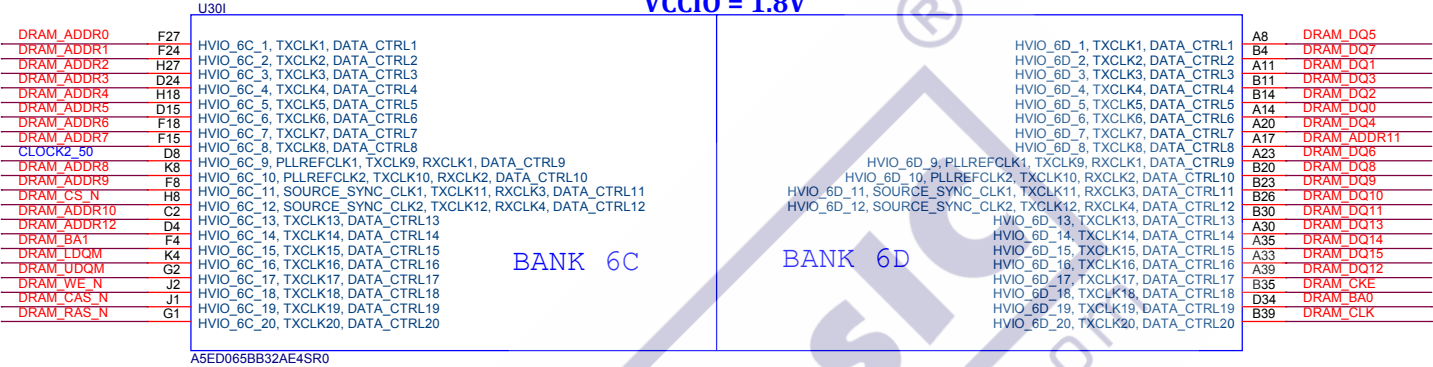 U30I
VCCIO = 1.8V
DRAM_ADDR0 F27 HVIO_6C_1, TXCLK1, DATA_CTRL1
DRAM_ADDR1 F24 HVIO_6C_2, TXCLK2, DATA_CTRL2
DRAM_ADDR2 H27 HVIO_6C_3, TXCLK3, DATA_CTRL3
DRAM_ADDR3 D24 HVIO_6C_4, TXCLK4, DATA_CTRL4
DRAM_ADDR4 H18 HVIO_6C_5, TXCLK5, DATA_CTRL5
DRAM_ADDR5 D15 HVIO_6C_6, TXCLK6, DATA_CTRL6
DRAM_ADDR6 F18 HVIO_6C_7, TXCLK7, DATA_CTRL7
DRAM_ADDR7 F15 HVIO_6C_8, TXCLK8, DATA_CTRL8
CLOCK2_50 D8 HVIO_6C_9, PLLREFCLK1, TXCLK9, RXCLK1, DATA_CTRL9
DRAM_ADDR8 K8 HVIO_6C_10, PLLREFCLK2, TXCLK10, RXCLK2, DATA_CTRL10
DRAM_ADDR9 F8 HVIO_6C_11, SOURCE_SYNC_CLK1, TXCLK11, RXCLK3, DATA_CTRL11
DRAM_CS_N H8 HVIO_6C_12, SOURCE_SYNC_CLK2, TXCLK12, RXCLK4, DATA_CTRL12
DRAM_ADDR10 C2 HVIO_6C_13, TXCLK13, DATA_CTRL13
DRAM_ADDR12 D4 HVIO_6C_14, TXCLK14, DATA_CTRL14
DRAM_BA1 F4 HVIO_6C_15, TXCLK15, DATA_CTRL15
DRAM_LDQM K4 HVIO_6C_16, TXCLK16, DATA_CTRL16
DRAM_UDQM G2 HVIO_6C_17, TXCLK17, DATA_CTRL17
DRAM_WE_N J2 HVIO_6C_18, TXCLK18, DATA_CTRL18
DRAM_CAS_N J1 HVIO_6C_19, TXCLK19, DATA_CTRL19
DRAM_RAS_N G1 HVIO_6C_20, TXCLK20, DATA_CTRL20
BANK 6C
BANK 6D
HVIO_6D_1, TXCLK1, DATA_CTRL1 A8 DRAM_DQ5
HVIO_6D_2, TXCLK2, DATA_CTRL2 B4 DRAM_DQ7
HVIO_6D_3, TXCLK3, DATA_CTRL3 A11 DRAM_DQ1
HVIO_6D_4, TXCLK4, DATA_CTRL4 B11 DRAM_DQ3
HVIO_6D_5, TXCLK5, DATA_CTRL5 B14 DRAM_DQ2
HVIO_6D_6, TXCLK6, DATA_CTRL6 A14 DRAM_DQ0
HVIO_6D_7, TXCLK7, DATA_CTRL7 A20 DRAM_DQ4
HVIO_6D_8, TXCLK8, DATA_CTRL8 A17 DRAM_ADDR11
HVIO_6D_9, PLLREFCLK1, TXCLK9, RXCLK1, DATA_CTRL9 A23 DRAM_DQ6
HVIO_6D_10, PLLREFCLK2, TXCLK10, RXCLK2, DATA_CTRL10 B20 DRAM_DQ8
HVIO_6D_11, SOURCE_SYNC_CLK1, TXCLK11, RXCLK3, DATA_CTRL11 B23 DRAM_DQ9
HVIO_6D_12, SOURCE_SYNC_CLK2, TXCLK12, RXCLK4, DATA_CTRL12 B26 DRAM_DQ10
HVIO_6D_13, TXCLK13, DATA_CTRL13 B30 DRAM_DQ11
HVIO_6D_14, TXCLK14, DATA_CTRL14 A30 DRAM_DQ13
HVIO_6D_15, TXCLK15, DATA_CTRL15 A35 DRAM_DQ14
HVIO_6D_16, TXCLK16, DATA_CTRL16 A33 DRAM_DQ15
HVIO_6D_17, TXCLK17, DATA_CTRL17 A39 DRAM_DQ12
HVIO_6D_18, TXCLK18, DATA_CTRL18 B35 DRAM_CKE
HVIO_6D_19, TXCLK19, DATA_CTRL19 D34 DRAM_BA0
HVIO_6D_20, TXCLK20, DATA_CTRL20 B39 DRAM_CLK
A5ED065BB32AE4SR0